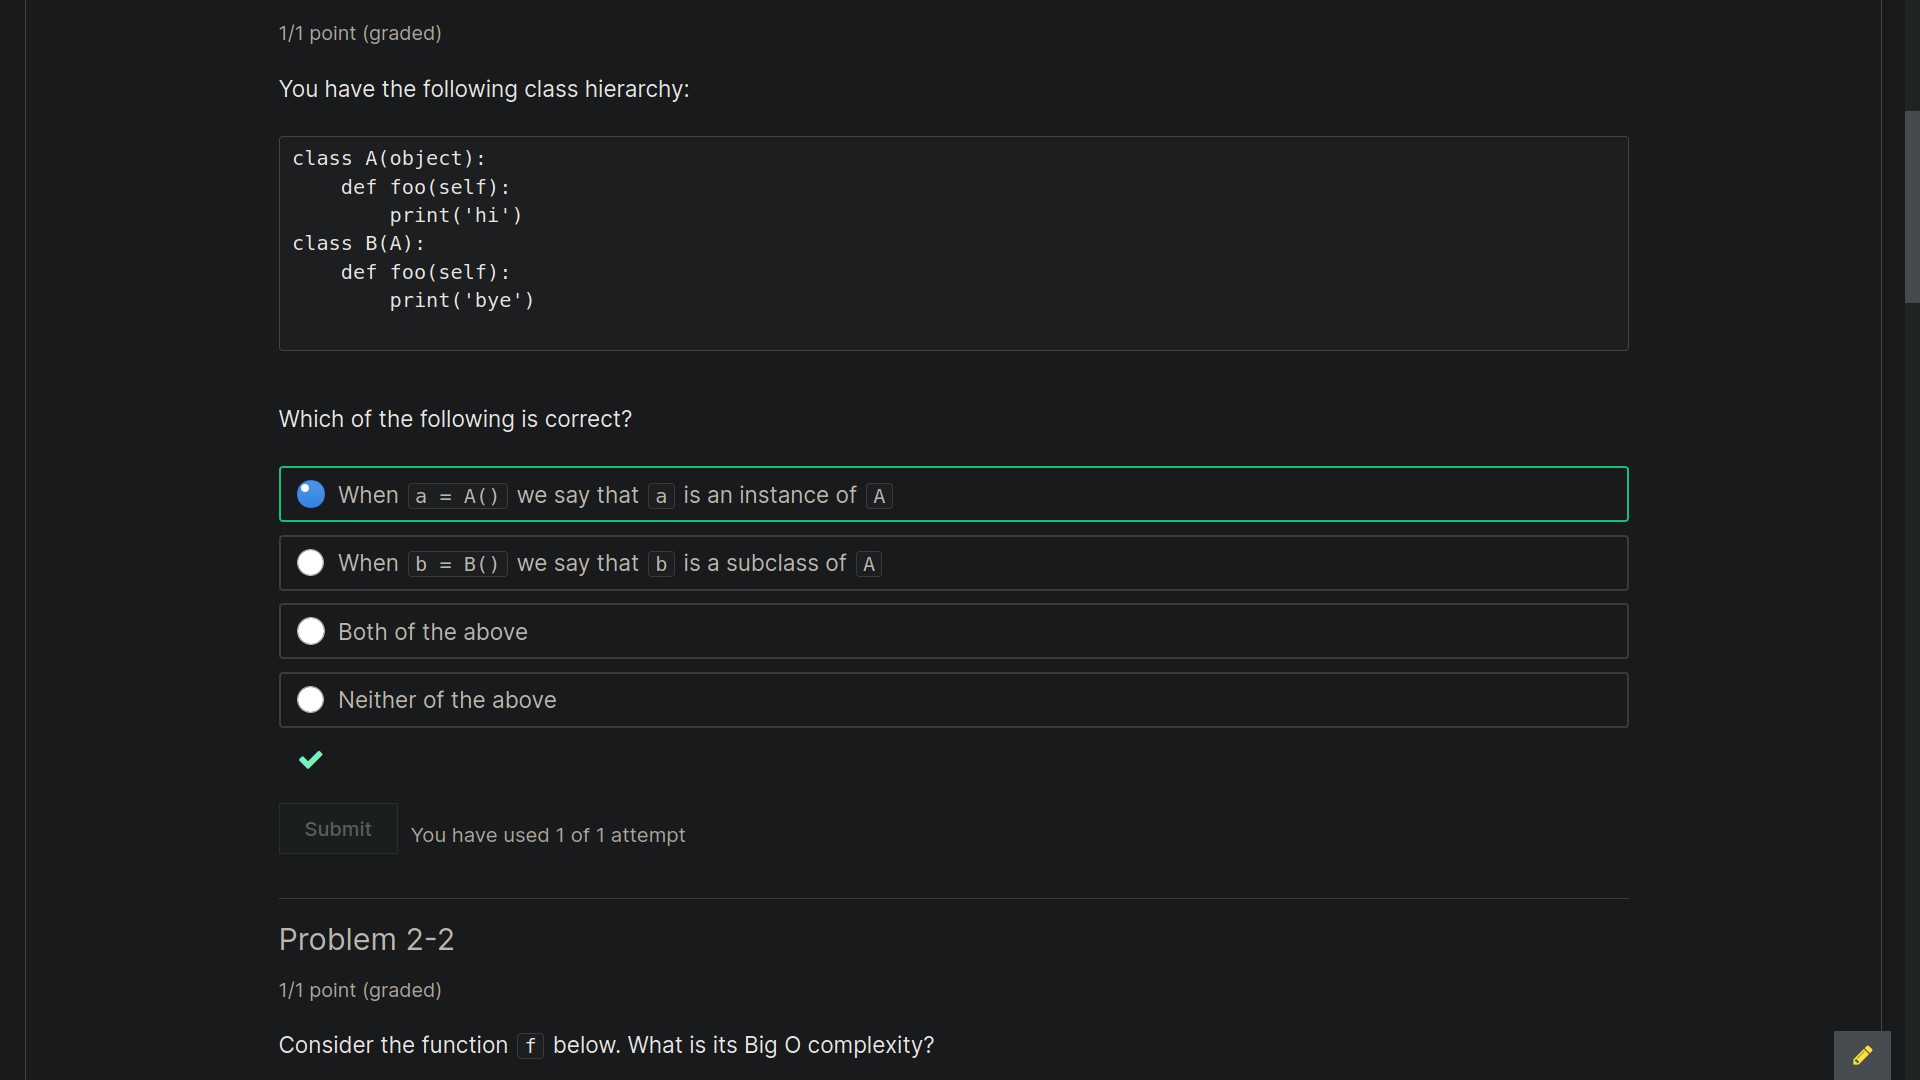 1/1 point (graded)
You have the following class hierarchy:
class A(object):
    def foo(self):
        print('hi')
class B(A):
    def foo(self):
        print('bye')
Which of the following is correct?
When a = A() we say that a is an instance of A
When b = B() we say that b is a subclass of A
Both of the above
Neither of the above
Submit You have used 1 of 1 attempt
Problem 2-2
1/1 point (graded)
Consider the function f below. What is its Big O complexity?